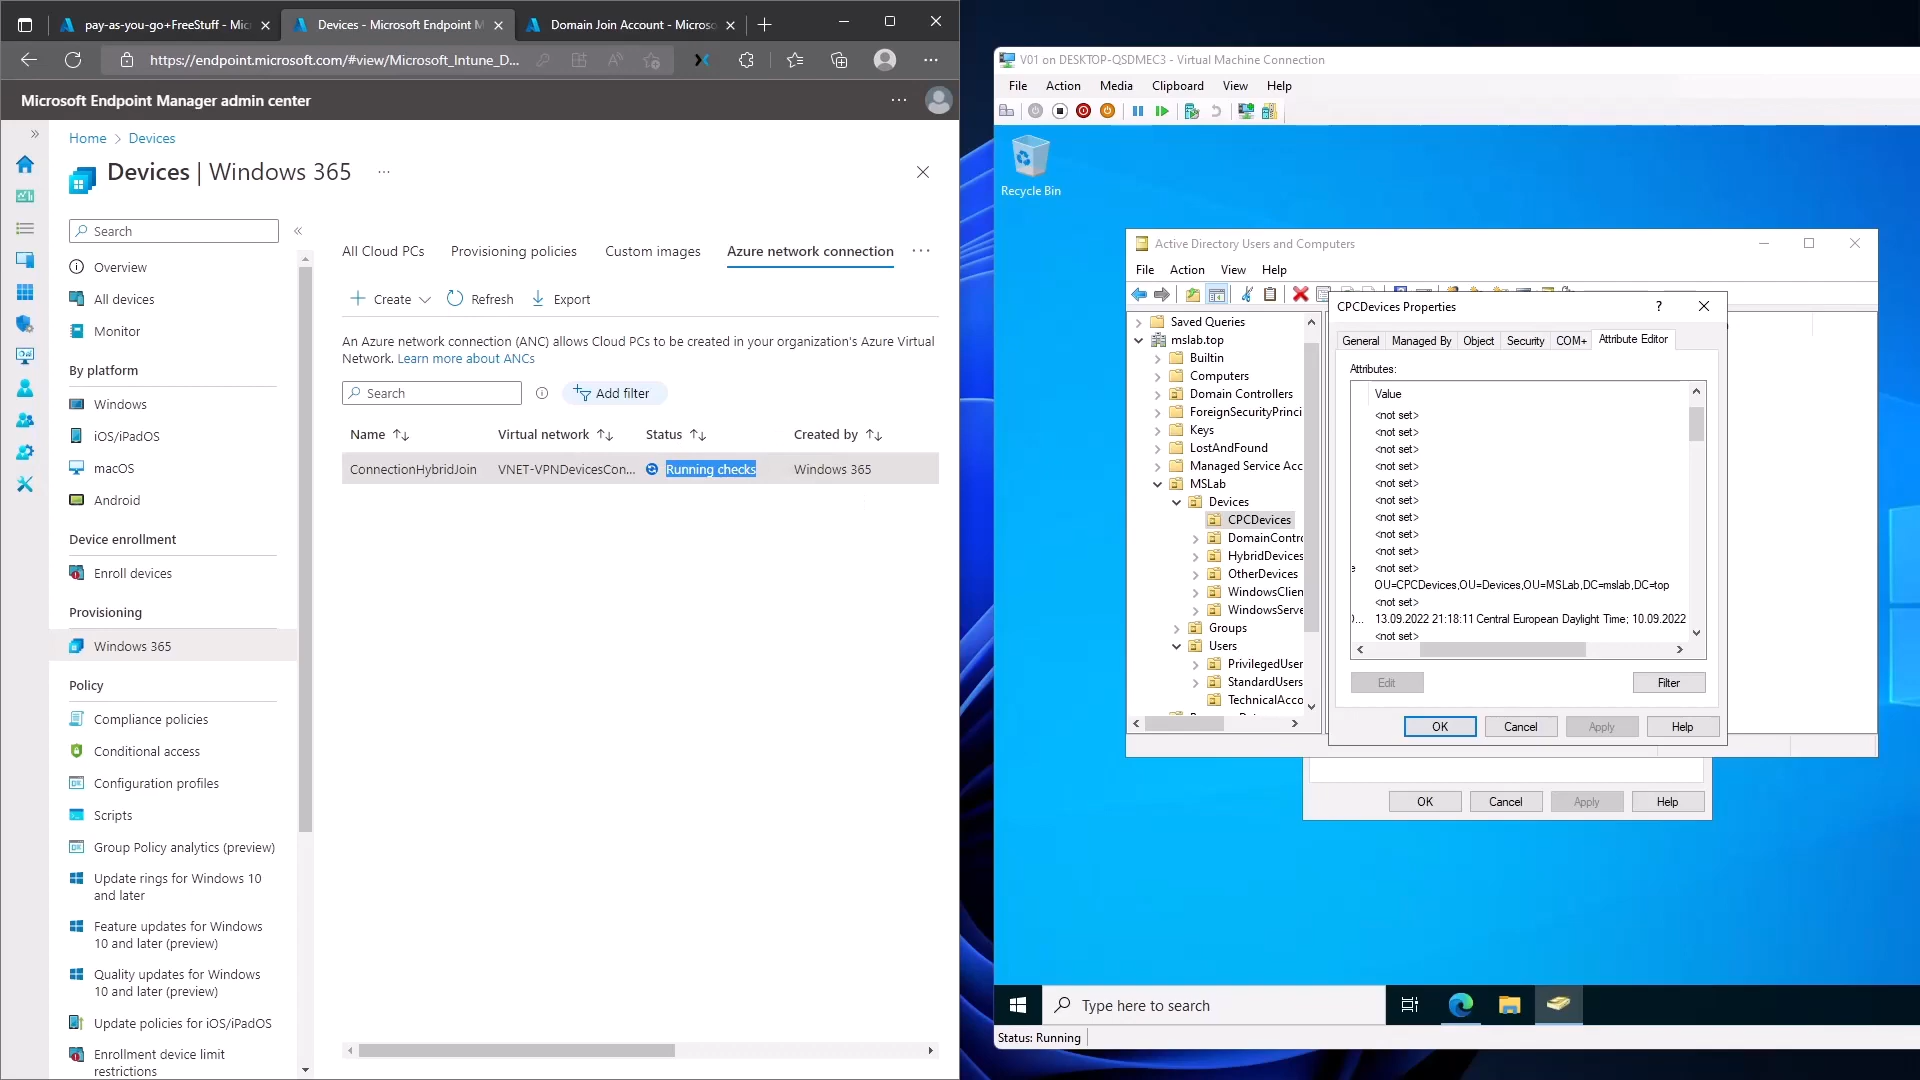 pay-as-you-go+FreeStuff - Mic
Devices - Microsoft Endpoint M
Domain Join Account - Microso
https://endpoint.microsoft.com/#view/Microsoft_Intune_D...
Microsoft Endpoint Manager admin center
Home > Devices
Devices | Windows 365
Search
Overview
All devices
Monitor
By platform
Windows
iOS/iPadOS
macOS
Android
Device enrollment
Enroll devices
Provisioning
Windows 365
Policy
Compliance policies
Conditional access
Configuration profiles
Scripts
Group Policy analytics (preview)
Update rings for Windows 10
and later
Feature updates for Windows
10 and later (preview)
Quality updates for Windows
10 and later (preview)
Update policies for iOS/iPadOS
Enrollment device limit
restrictions
All Cloud PCs Provisioning policies Custom images Azure network connection
Create Refresh Export
An Azure network connection (ANC) allows Cloud PCs to be created in your organization's Azure Virtual
Network. Learn more about ANCs
Search Add filter
Name Virtual network Status Created by
ConnectionHybridJoin VNET-VPNDevicesCon... Running checks Windows 365
V01 on DESKTOP-QSDMEC3 - Virtual Machine Connection
File Action Media Clipboard View Help
Recycle Bin
Active Directory Users and Computers
File Action View Help
Saved Queries
mslab.top
Builtin
Computers
Domain Controllers
ForeignSecurityPrinci
Keys
LostAndFound
Managed Service Acc
MSLab
Devices
CPCDevices
DomainContro
HybridDevices
OtherDevices
WindowsClien
WindowsServe
Groups
Users
PrivilegedUser
StandardUsers
TechnicalAcco
CPCDevices Properties
General Managed By Object Security COM+ Attribute Editor
Attributes:
Value
<not set>
<not set>
<not set>
<not set>
<not set>
<not set>
<not set>
<not set>
<not set>
e <not set>
OU=CPCDevices,OU=Devices,OU=MSLab,DC=mslab,DC=top
<not set>
13.09.2022 21:18:11 Central European Daylight Time; 10.09.2022
<not set>
Edit Filter
OK Cancel Apply Help
OK Cancel Apply Help
Type here to search
Status: Running